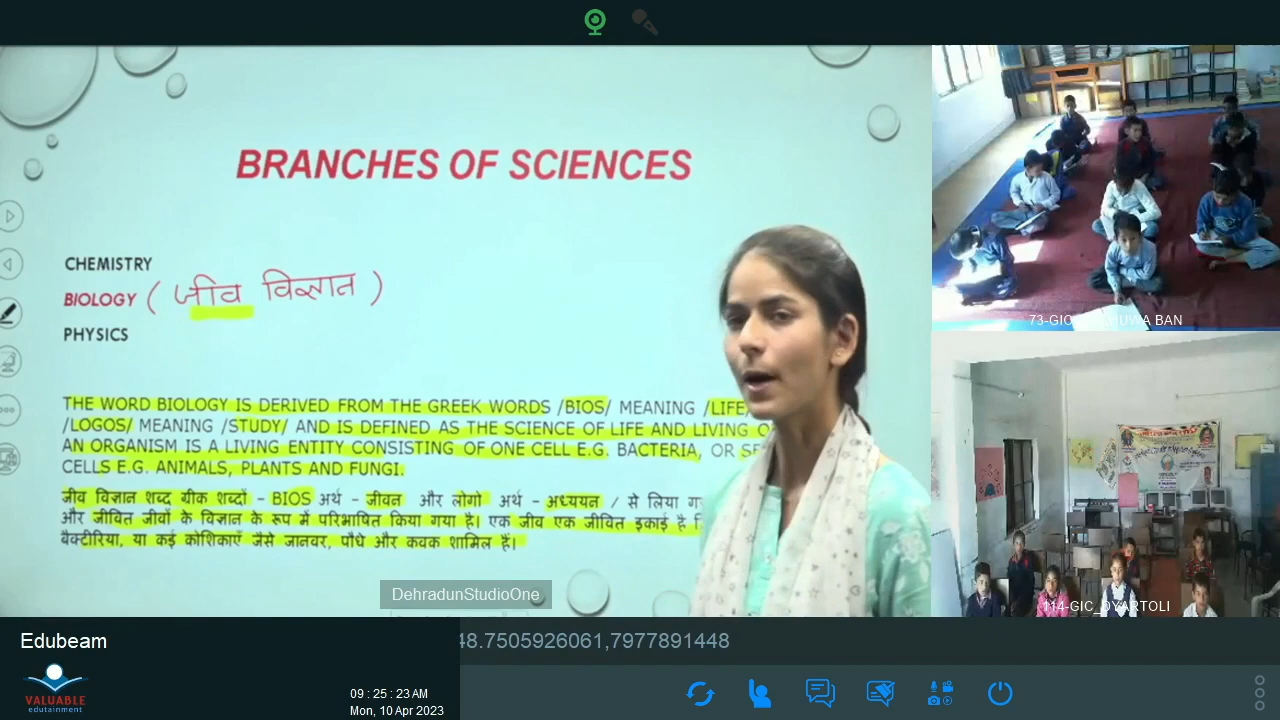 BRANCHES OF SCIENCES
CHEMISTRY
BIOLOGY ( जीव विज्ञान )
PHYSICS
THE WORD BIOLOGY IS DERIVED FROM THE GREEK WORDS /BIOS/ MEANING /LIFE/
/LOGOS/ MEANING /STUDY/ AND IS DEFINED AS THE SCIENCE OF LIFE AND LIVING
AN ORGANISM IS A LIVING ENTITY CONSISTING OF ONE CELL E.G. BACTERIA, OR
CELLS E.G. ANIMALS, PLANTS AND FUNGI.
जीव विज्ञान शब्द ग्रीक शब्दों - BIOS अर्थ - जीवन और लोगो अर्थ - अध्ययन / से लिया
और जीवित जीवों के विज्ञान के रूप में परिभाषित किया गया है। एक जीव एक जीवित इकाई है
बैक्टीरिया, या कई कोशिकाएँ जैसे जानवर, पौधे और कवक शामिल हैं।
DehradunStudioOne
73-GIC BAN
114-GIC_DYARTOLI
Edubeam
48.7505926061,7977891448
VALUABLE
edutainment
09 : 25 : 23 AM
Mon, 10 Apr 2023